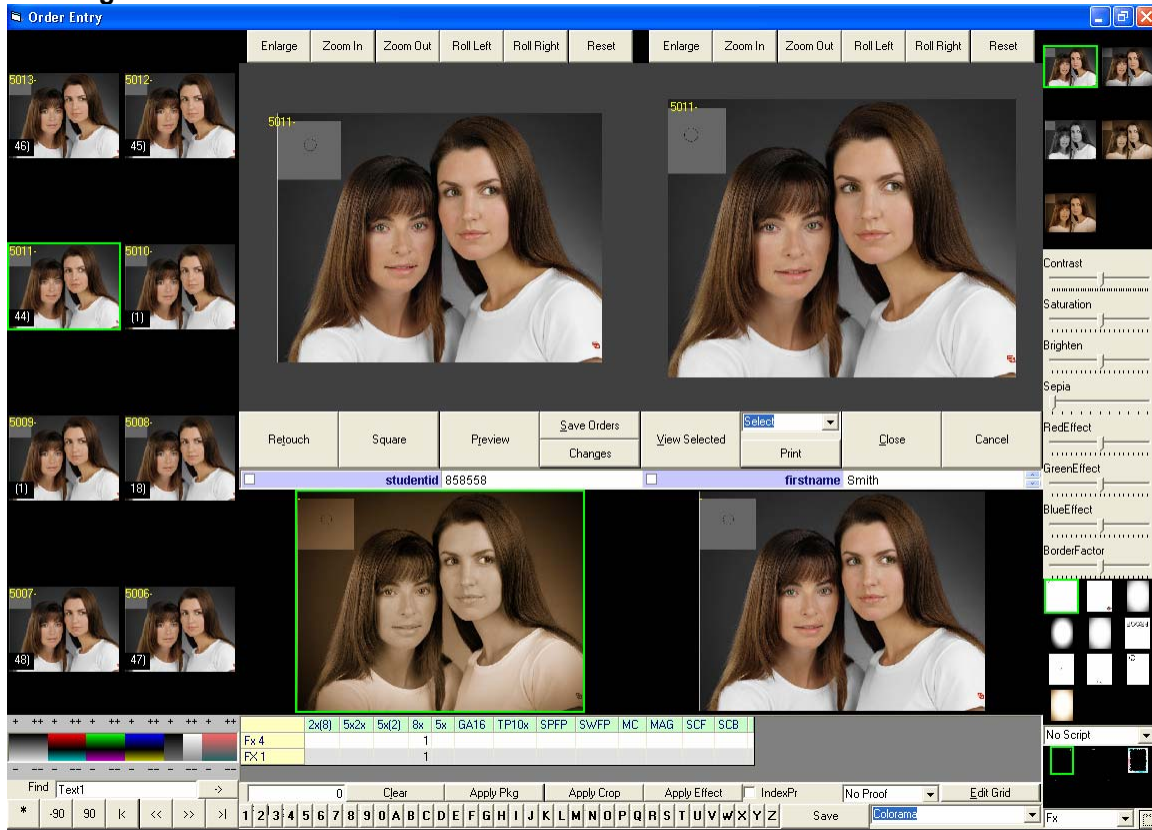 Order Entry
Enlarge Zoom In Zoom Out Roll Left Roll Right Reset Enlarge Zoom In Zoom Out Roll Left Roll Right Reset
5013- 5012-
46) 45)
5011- 5011-
5011- 5010-
44) (1)
Contrast
Saturation
Brighten
Sepia
RedEffect
GreenEffect
BlueEffect
BorderFactor
5009- 5008-
(1) 18)
Retouch Square Preview Save Orders View Selected Select Close Cancel
Changes Print
studentid 858558 firstname Smith
5007- 5006-
48) 47)
+ ++ + ++ + ++ + ++ + ++ + ++
2x(8) 5x2x 5x(2) 8x 5x GA16 TP10x SPFP SWFP MC MAG SCF SCB
Fx 4 1
FX 1 1
No Script
Find Text1 ->
0 Clear Apply Pkg Apply Crop Apply Effect IndexPr No Proof Edit Grid
* -90 90 |< << >> >|
1 2 3 4 5 6 7 8 9 0 A B C D E F G H I J K L M N O P Q R S T U V W X Y Z Save Colorama
Fx